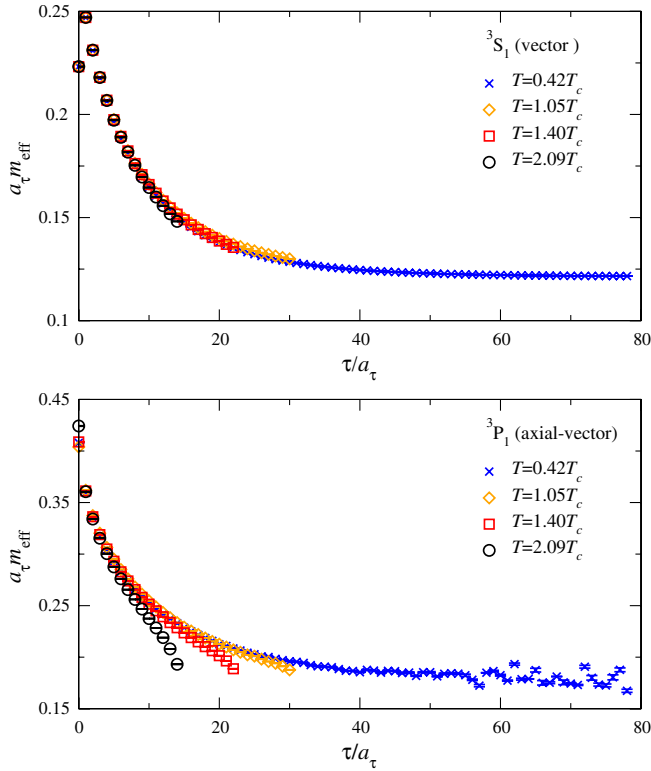 ³S₁ (vector )
T=0.42T_c
T=1.05T_c
T=1.40T_c
T=2.09T_c
a_τ m_eff
0.25
0.2
0.15
0.1
0 20 40 60 80
τ/a_τ
³P₁ (axial-vector)
T=0.42T_c
T=1.05T_c
T=1.40T_c
T=2.09T_c
a_τ m_eff
0.45
0.35
0.25
0.15
0 20 40 60 80
τ/a_τ